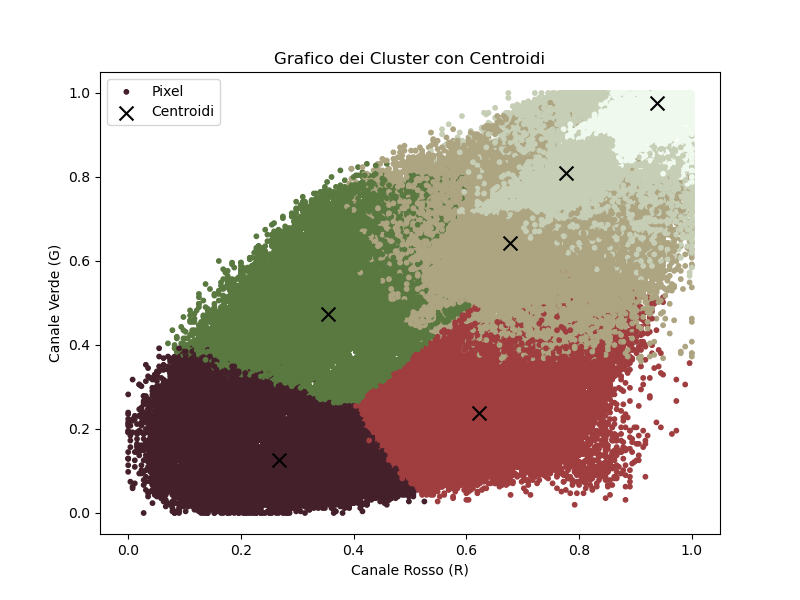 Grafico dei Cluster con Centroidi
Pixel
Centroidi
Canale Verde (G)
1.0
0.8
0.6
0.4
0.2
0.0
0.0 0.2 0.4 0.6 0.8 1.0
Canale Rosso (R)